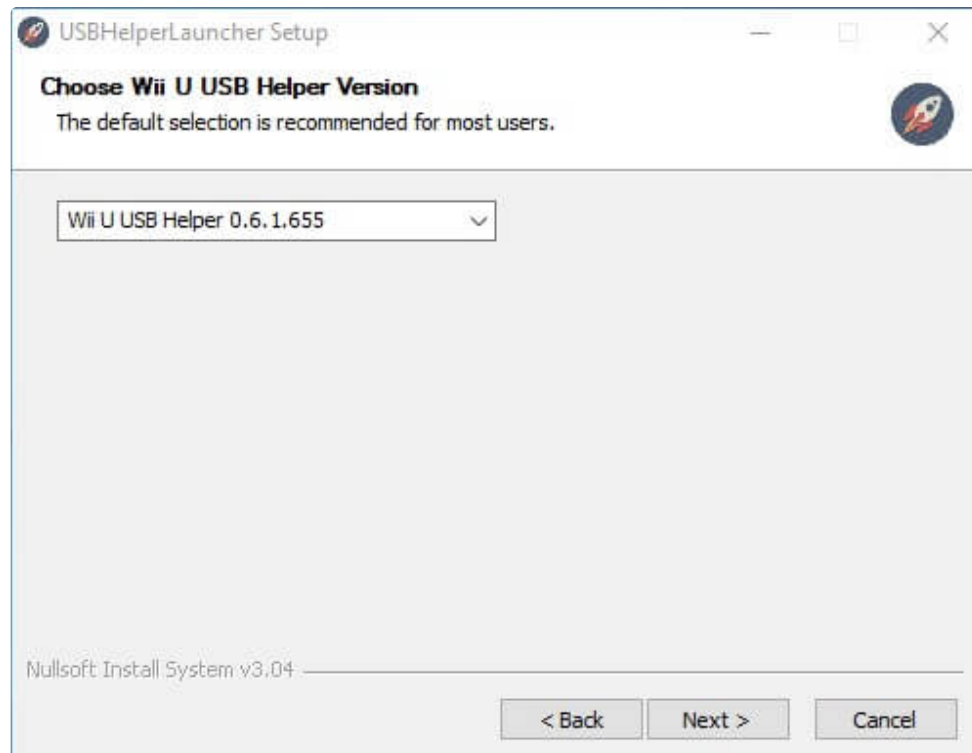 USBHelperLauncher Setup
Choose Wii U USB Helper Version
The default selection is recommended for most users.
Wii U USB Helper 0.6.1.655
Nullsoft Install System v3.04
< Back
Next >
Cancel